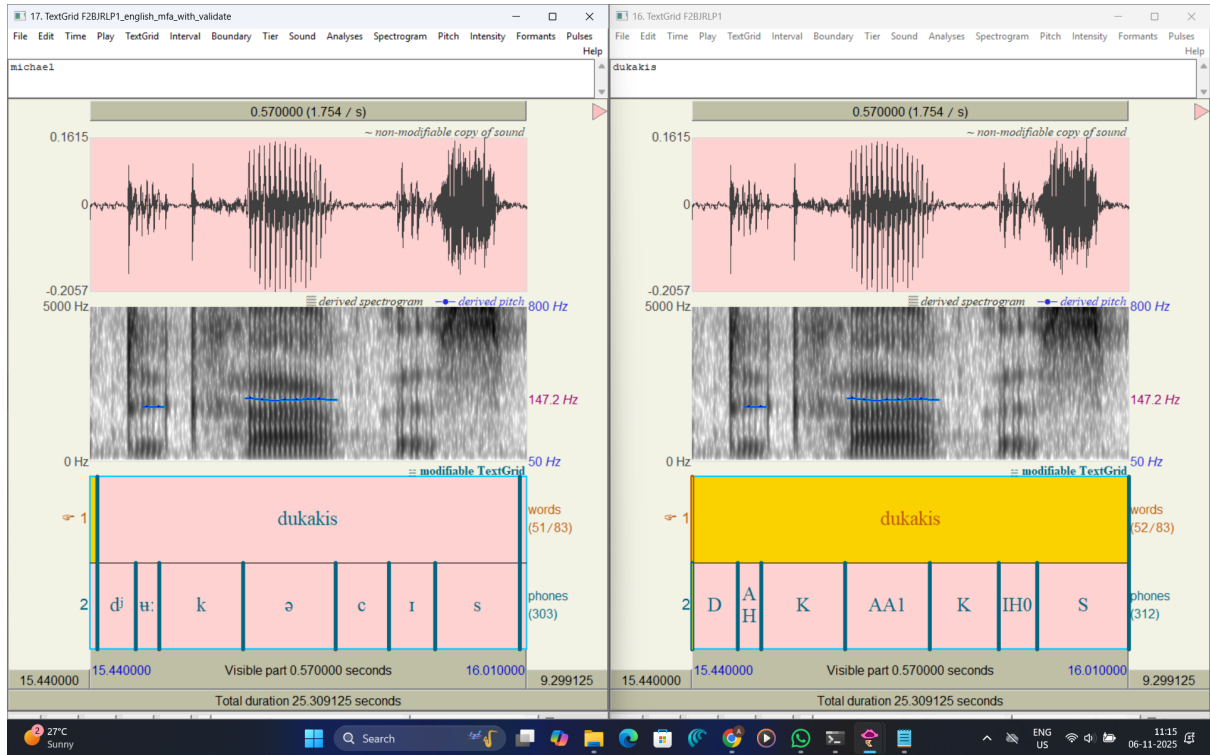 17. TextGrid F2BJRLP1_english_mfa_with_validate
File Edit Time Play TextGrid Interval Boundary Tier Sound Analyses Spectrogram Pitch Intensity Formants Pulses
Help
michael
0.570000 (1.754 / s)
~ non-modifiable copy of sound
0.1615
0
-0.2057
derived spectrogram derived pitch
5000 Hz 800 Hz
147.2 Hz
0 Hz 50 Hz
modifiable TextGrid
1 dukakis words
(51/83)
2 dʲ ʉː k ə c ɪ s phones
(303)
15.440000 Visible part 0.570000 seconds 16.010000
15.440000 9.299125
Total duration 25.309125 seconds
16. TextGrid F2BJRLP1
File Edit Time Play TextGrid Interval Boundary Tier Sound Analyses Spectrogram Pitch Intensity Formants Pulses
Help
dukakis
0.570000 (1.754 / s)
~ non-modifiable copy of sound
0.1615
0
-0.2057
derived spectrogram derived pitch
5000 Hz 800 Hz
147.2 Hz
0 Hz 50 Hz
modifiable TextGrid
1 dukakis words
(52/83)
2 D AH K AA1 K IH0 S phones
(312)
15.440000 Visible part 0.570000 seconds 16.010000
15.440000 9.299125
Total duration 25.309125 seconds
2 27°C
Sunny
Search
ENG
US
11:15
06-11-2025